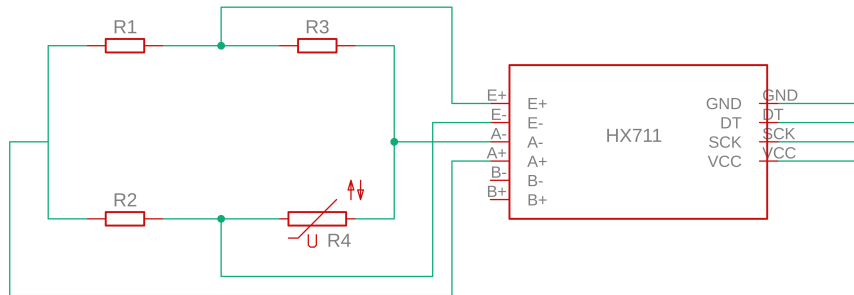 R1
R3
R2
U R4
E+
E-
A-
A+
B-
B+
E+
E-
A-
A+
B-
B+
HX711
GND
DT
SCK
VCC
GND
DT
SCK
VCC